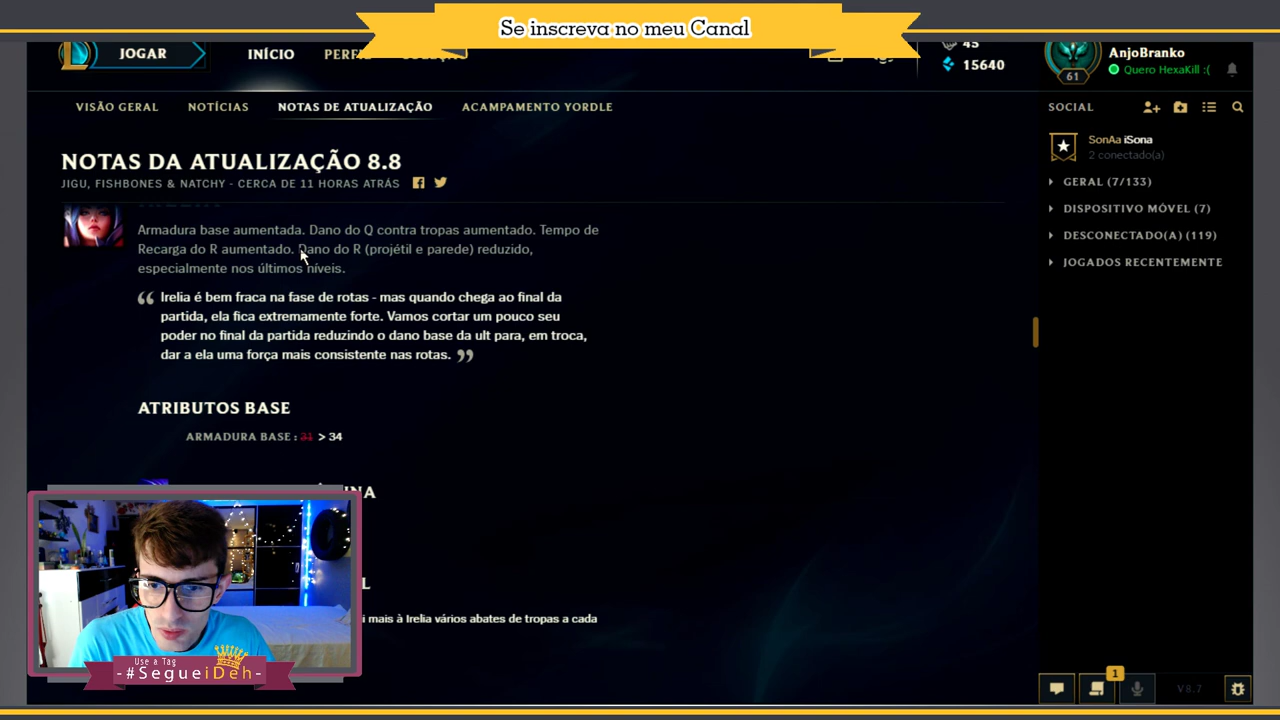 Se inscreva no meu Canal
JOGAR
INÍCIO
45
15640
AnjoBranko
61
Quero HexaKill :(
VISÃO GERAL
NOTÍCIAS
NOTAS DE ATUALIZAÇÃO
ACAMPAMENTO YORDLE
SOCIAL
NOTAS DA ATUALIZAÇÃO 8.8
JIGU, FISHBONES & NATCHY - CERCA DE 11 HORAS ATRÁS
SonAa iSona
2 conectado(a)
GERAL (7/133)
DISPOSITIVO MÓVEL (7)
DESCONECTADO(A) (119)
JOGADOS RECENTEMENTE
Armadura base aumentada. Dano do Q contra tropas aumentado. Tempo de
Recarga do R aumentado. Dano do R (projétil e parede) reduzido,
especialmente nos últimos níveis.
“ Irelia é bem fraca na fase de rotas - mas quando chega ao final da
partida, ela fica extremamente forte. Vamos cortar um pouco seu
poder no final da partida reduzindo o dano base da ult para, em troca,
dar a ela uma força mais consistente nas rotas. ”
ATRIBUTOS BASE
ARMADURA BASE : 31 > 34
INA
L
i mais à Irelia vários abates de tropas a cada
Use a Tag
-#SegueiDeh-
1
V8.7